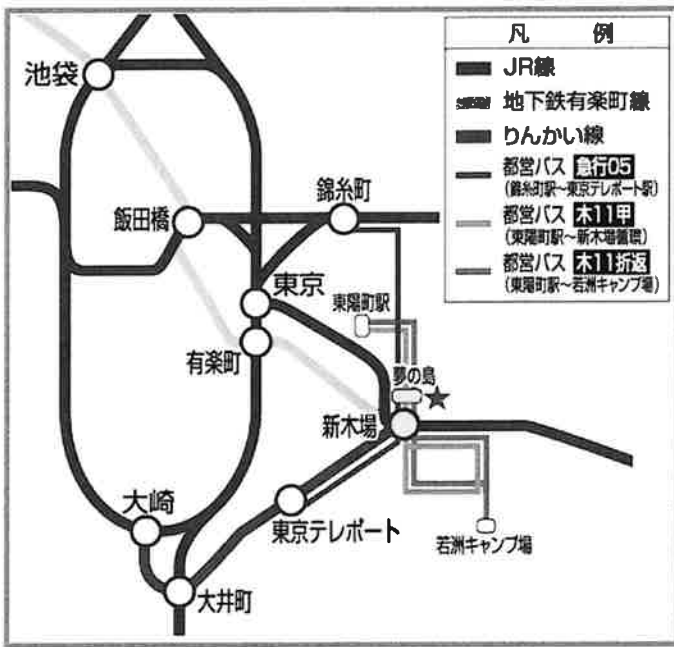 凡 例
JR線
地下鉄有楽町線
りんかい線
都営バス 急行05
(錦糸町駅～東京テレポート駅)
都営バス 木11甲
(東陽町駅～新木場循環)
都営バス 木11折返
(東陽町駅～若洲キャンプ場)
池袋
飯田橋
錦糸町
東京
東陽町駅
有楽町
夢の島
新木場
大崎
東京テレポート
若洲キャンプ場
大井町